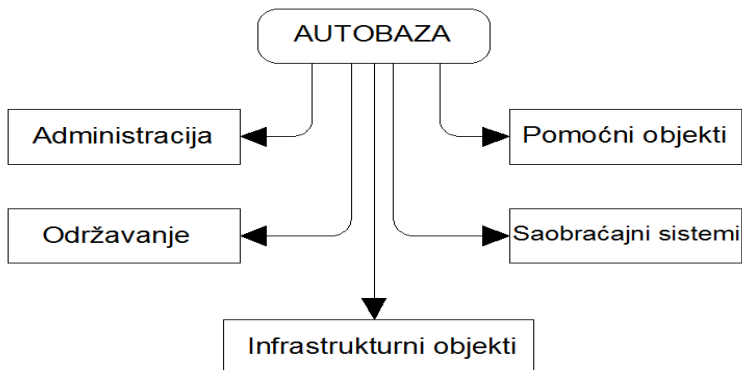 AUTOBAZA
Administracija
Pomoćni objekti
Održavanje
Saobraćajni sistemi
Infrastrukturni objekti